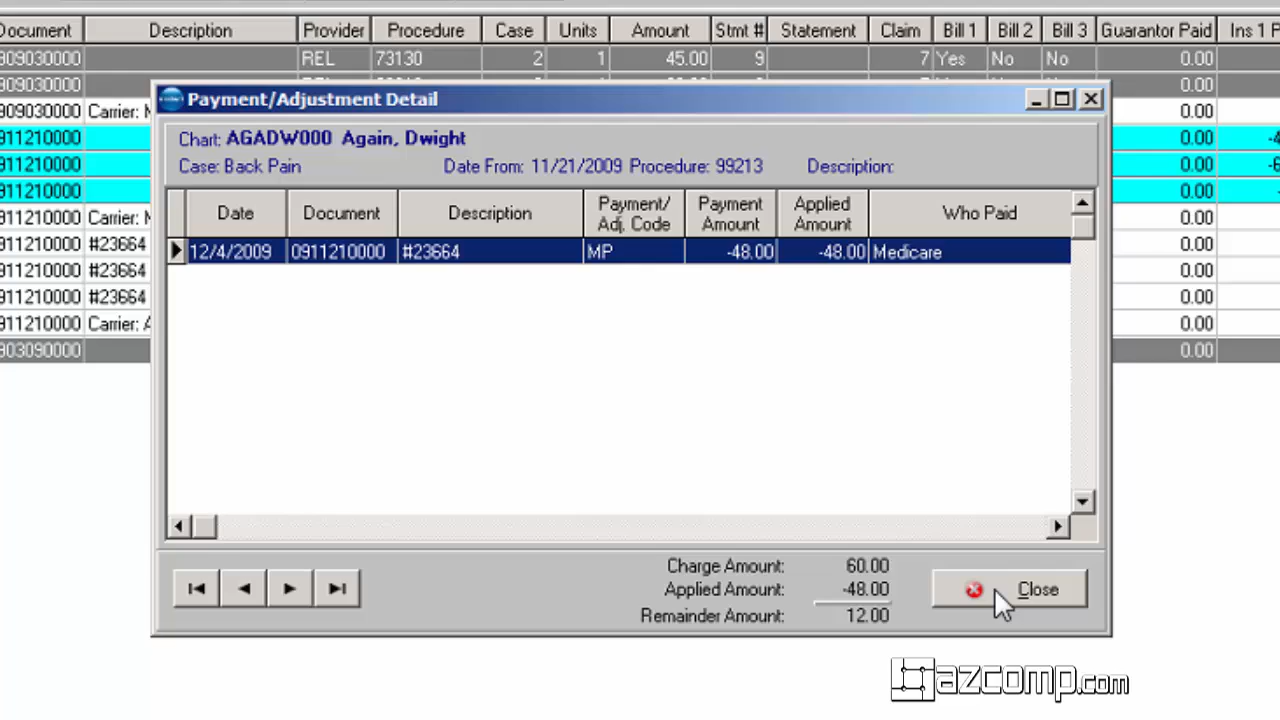 Document Description Provider Procedure Case Units Amount Stmt # Statement Claim Bill 1 Bill 2 Bill 3 Guarantor Paid Ins 1 P
909030000 REL 73130 2 1 45.00 9 7 Yes No No 0.00
909030000 0.00
909030000 Carrier: M 0.00
911210000 0.00 -4
911210000 0.00 -6
911210000 0.00
911210000 Carrier: M 0.00
911210000 #23664 0.00
911210000 #23664 0.00
911210000 #23664 0.00
911210000 Carrier: A 0.00
903090000 0.00
Payment/Adjustment Detail
Chart: AGADW000 Again, Dwight
Case: Back Pain Date From: 11/21/2009 Procedure: 99213 Description:
Date Document Description Payment/ Adj. Code Payment Amount Applied Amount Who Paid
12/4/2009 0911210000 #23664 MP -48.00 -48.00 Medicare
Charge Amount: 60.00
Applied Amount: -48.00
Remainder Amount: 12.00
Close
azcomp.com